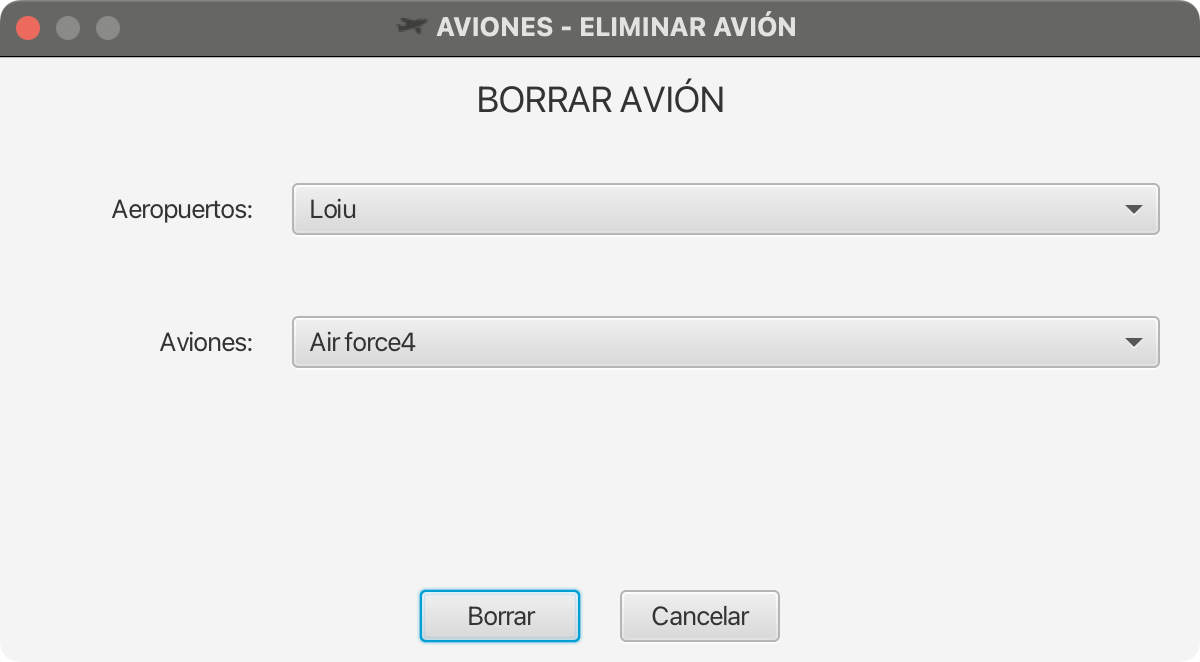 AVIONES - ELIMINAR AVIÓN
BORRAR AVIÓN
Aeropuertos: Loiu
Aviones: Air force4
Borrar Cancelar